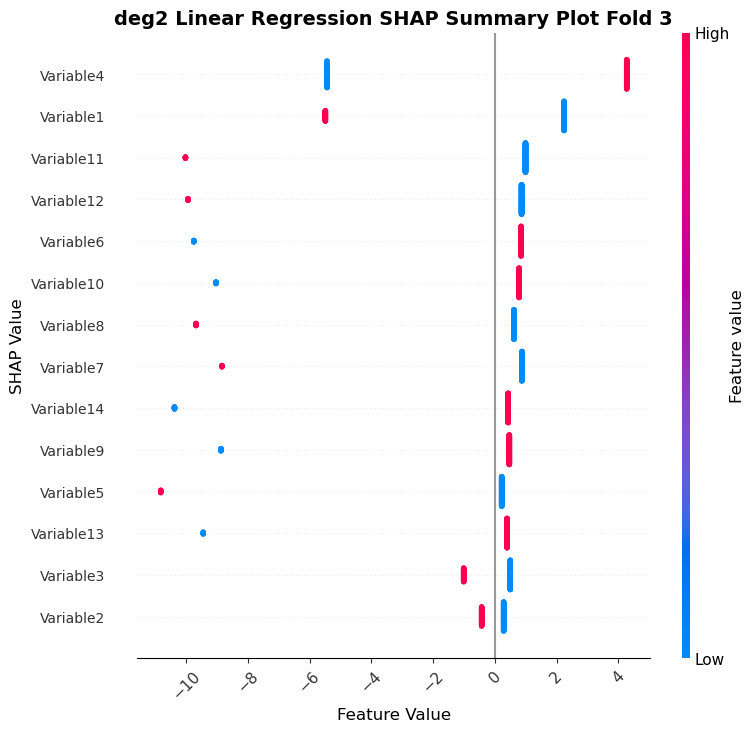 deg2 Linear Regression SHAP Summary Plot Fold 3
High
Variable4
Variable1
Variable11
Variable12
Variable6
Variable10
Variable8
Variable7
Variable14
Variable9
Variable5
Variable13
Variable3
Variable2
SHAP Value
Feature value
Low
−10 −8 −6 −4 −2 0 2 4
Feature Value